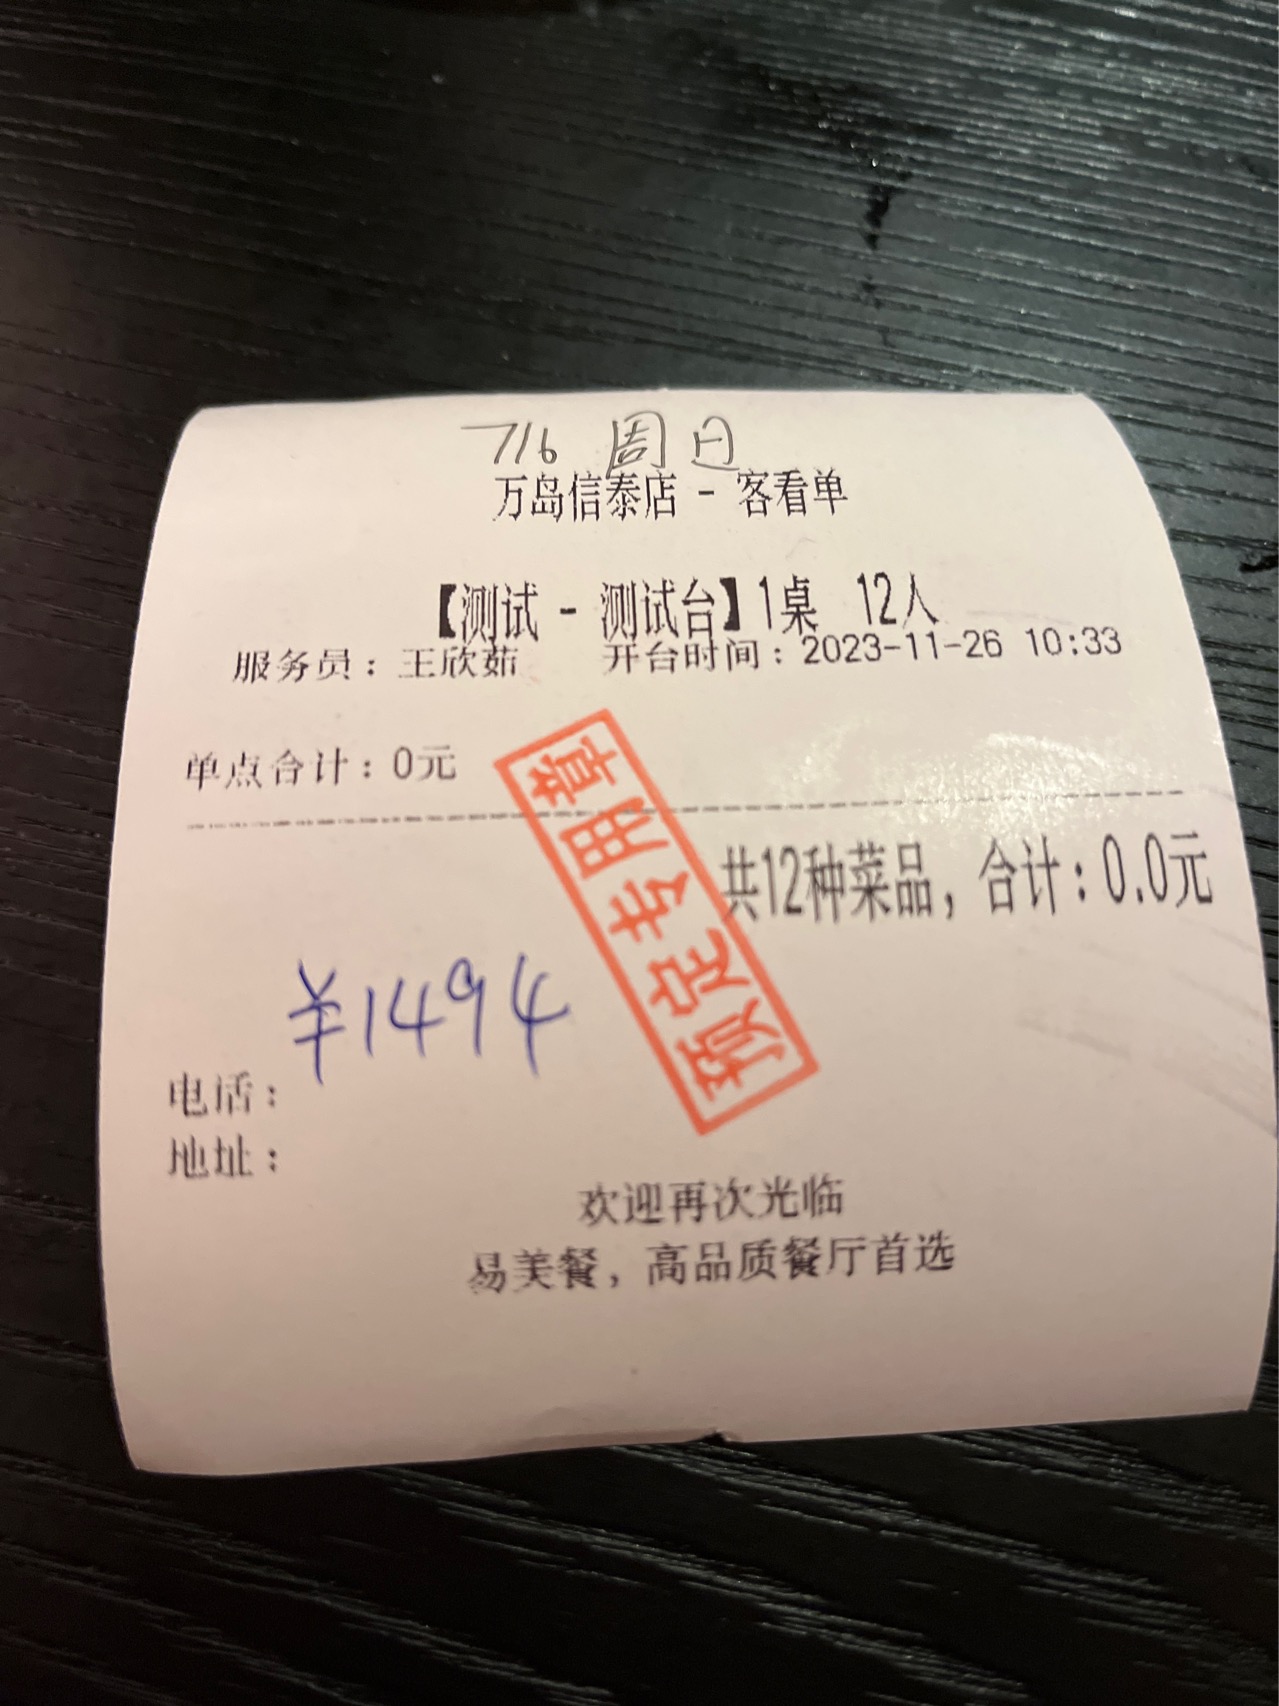 716 周日
万岛信泰店 - 客看单
【测试 - 测试台】1桌 12人
服务员：王欣茹 开台时间：2023-11-26 10:33
单点合计：0元
共12种菜品，合计：0.0元
¥1494
预定车
电话：
地址：
欢迎再次光临
易美餐，高品质餐厅首选